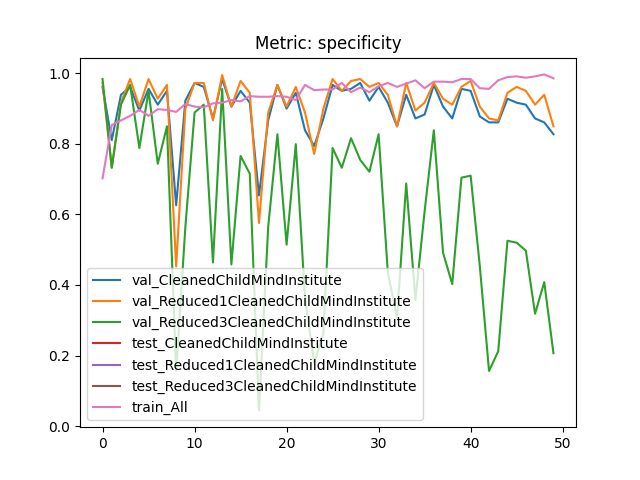 Metric: specificity
1.0
0.8
0.6
0.4
0.2
0.0
val_CleanedChildMindInstitute
val_Reduced1CleanedChildMindInstitute
val_Reduced3CleanedChildMindInstitute
test_CleanedChildMindInstitute
test_Reduced1CleanedChildMindInstitute
test_Reduced3CleanedChildMindInstitute
train_All
0 10 20 30 40 50